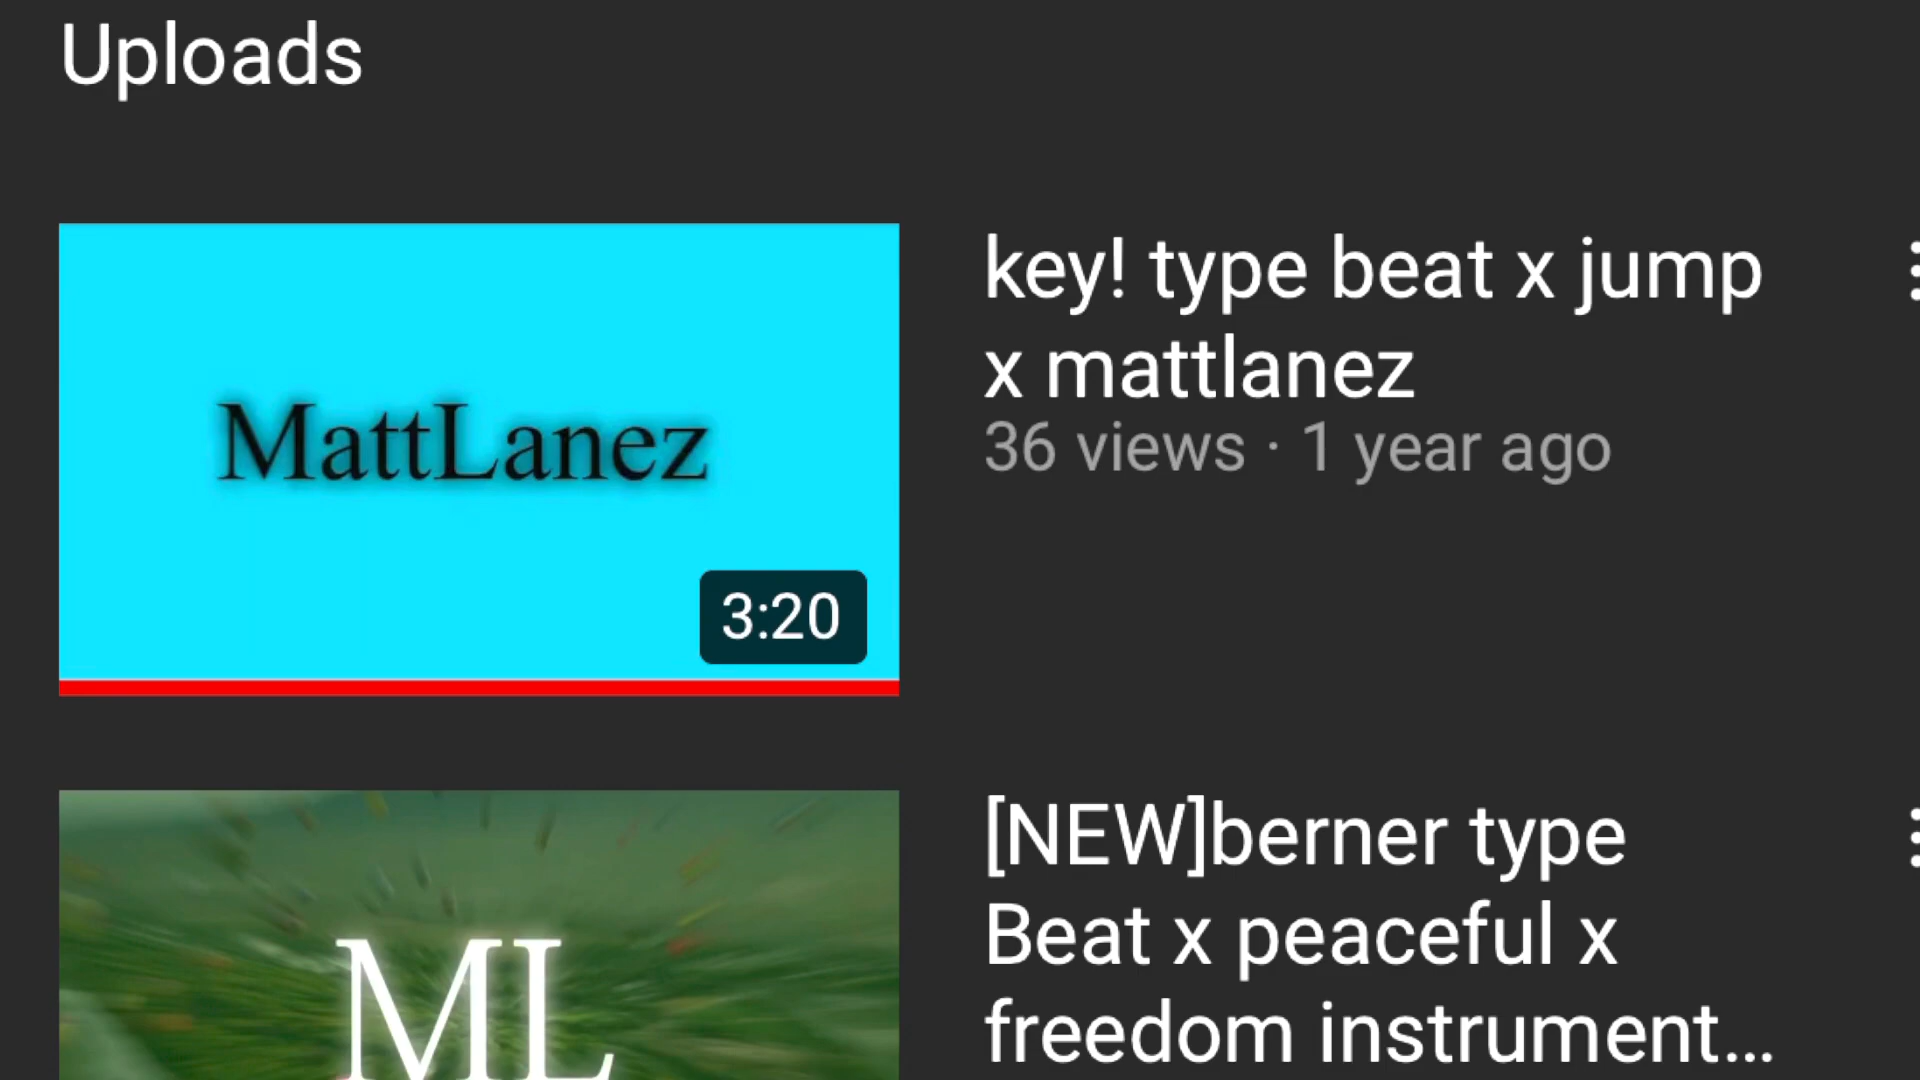 Uploads
MattLanez
3:20
key! type beat x jump
x mattlanez
36 views · 1 year ago
ML
[NEW]berner type
Beat x peaceful x
freedom instrument...